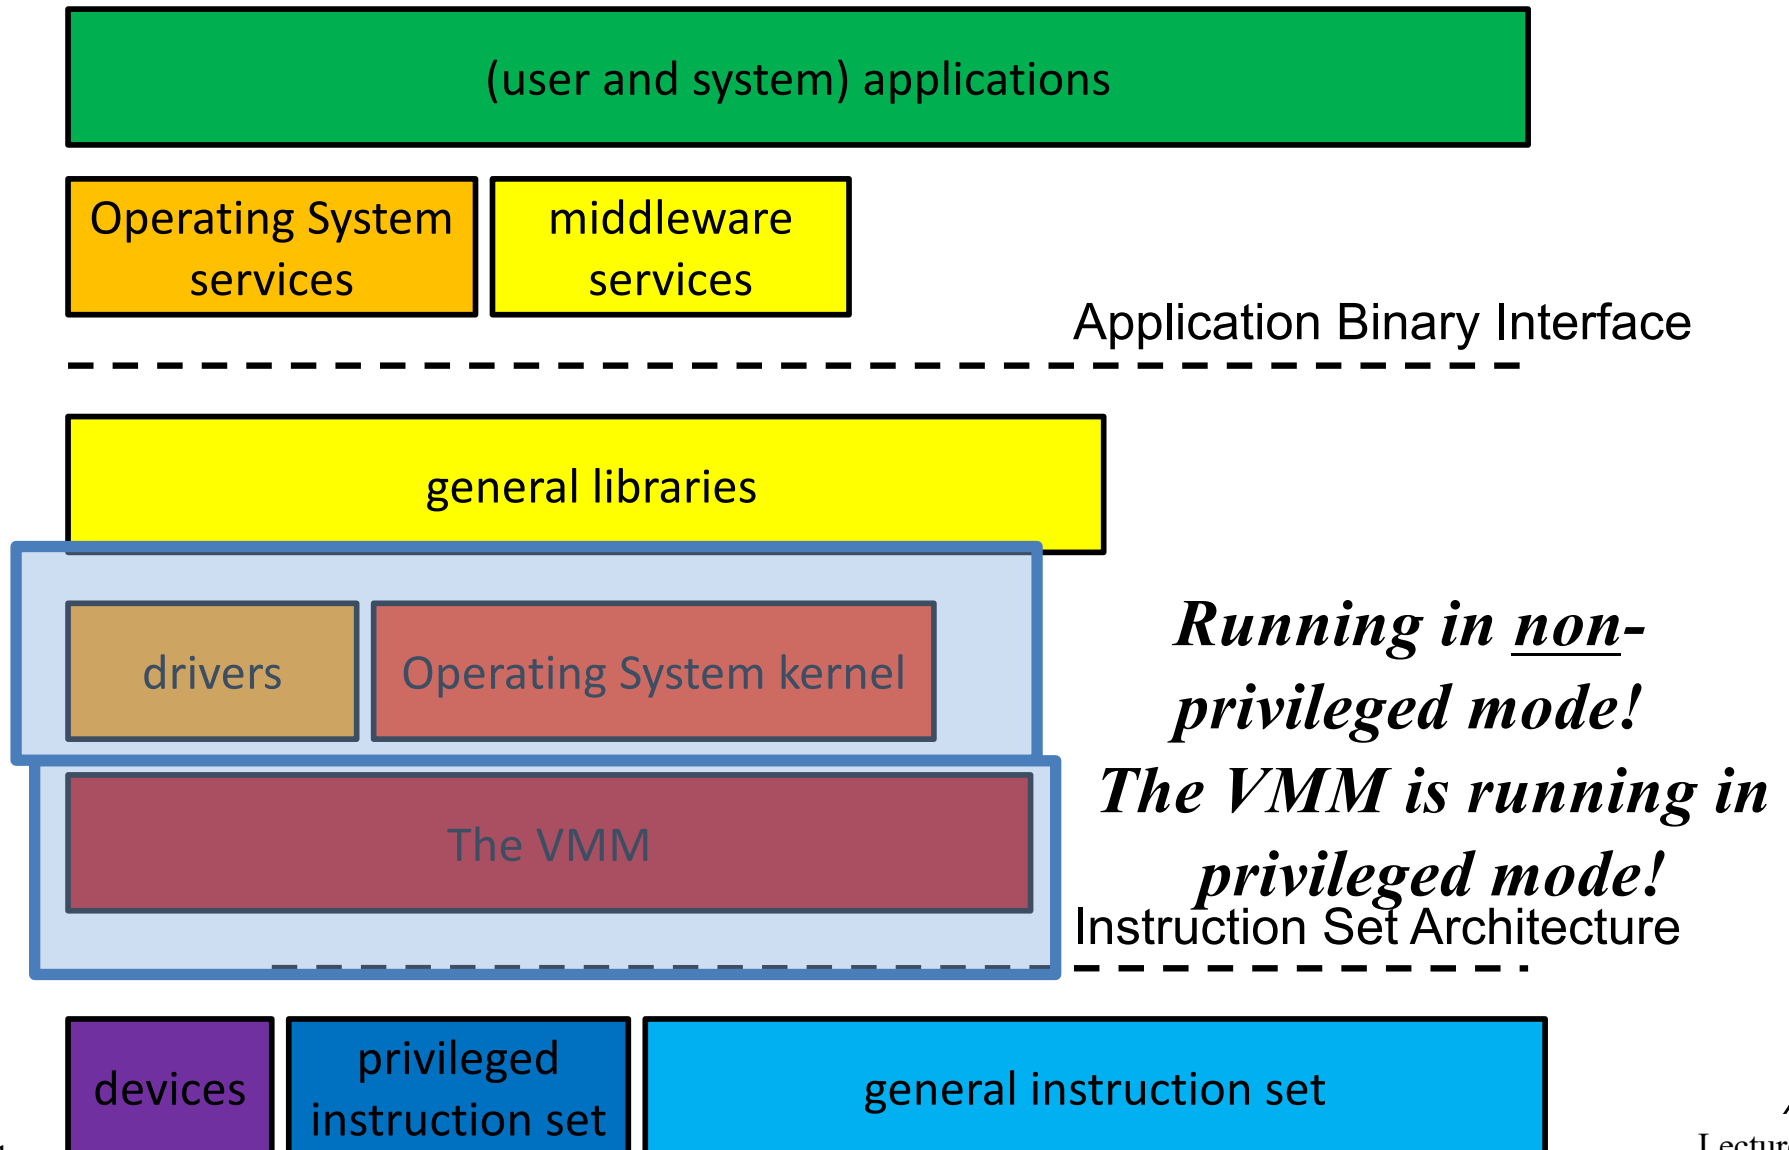 (user and system) applications
Operating System
services
middleware
services
Application Binary Interface
general libraries
drivers
Operating System kernel
Running in non-
privileged mode!
The VMM is running in
privileged mode!
The VMM
Instruction Set Architecture
devices
privileged
instruction set
general instruction set